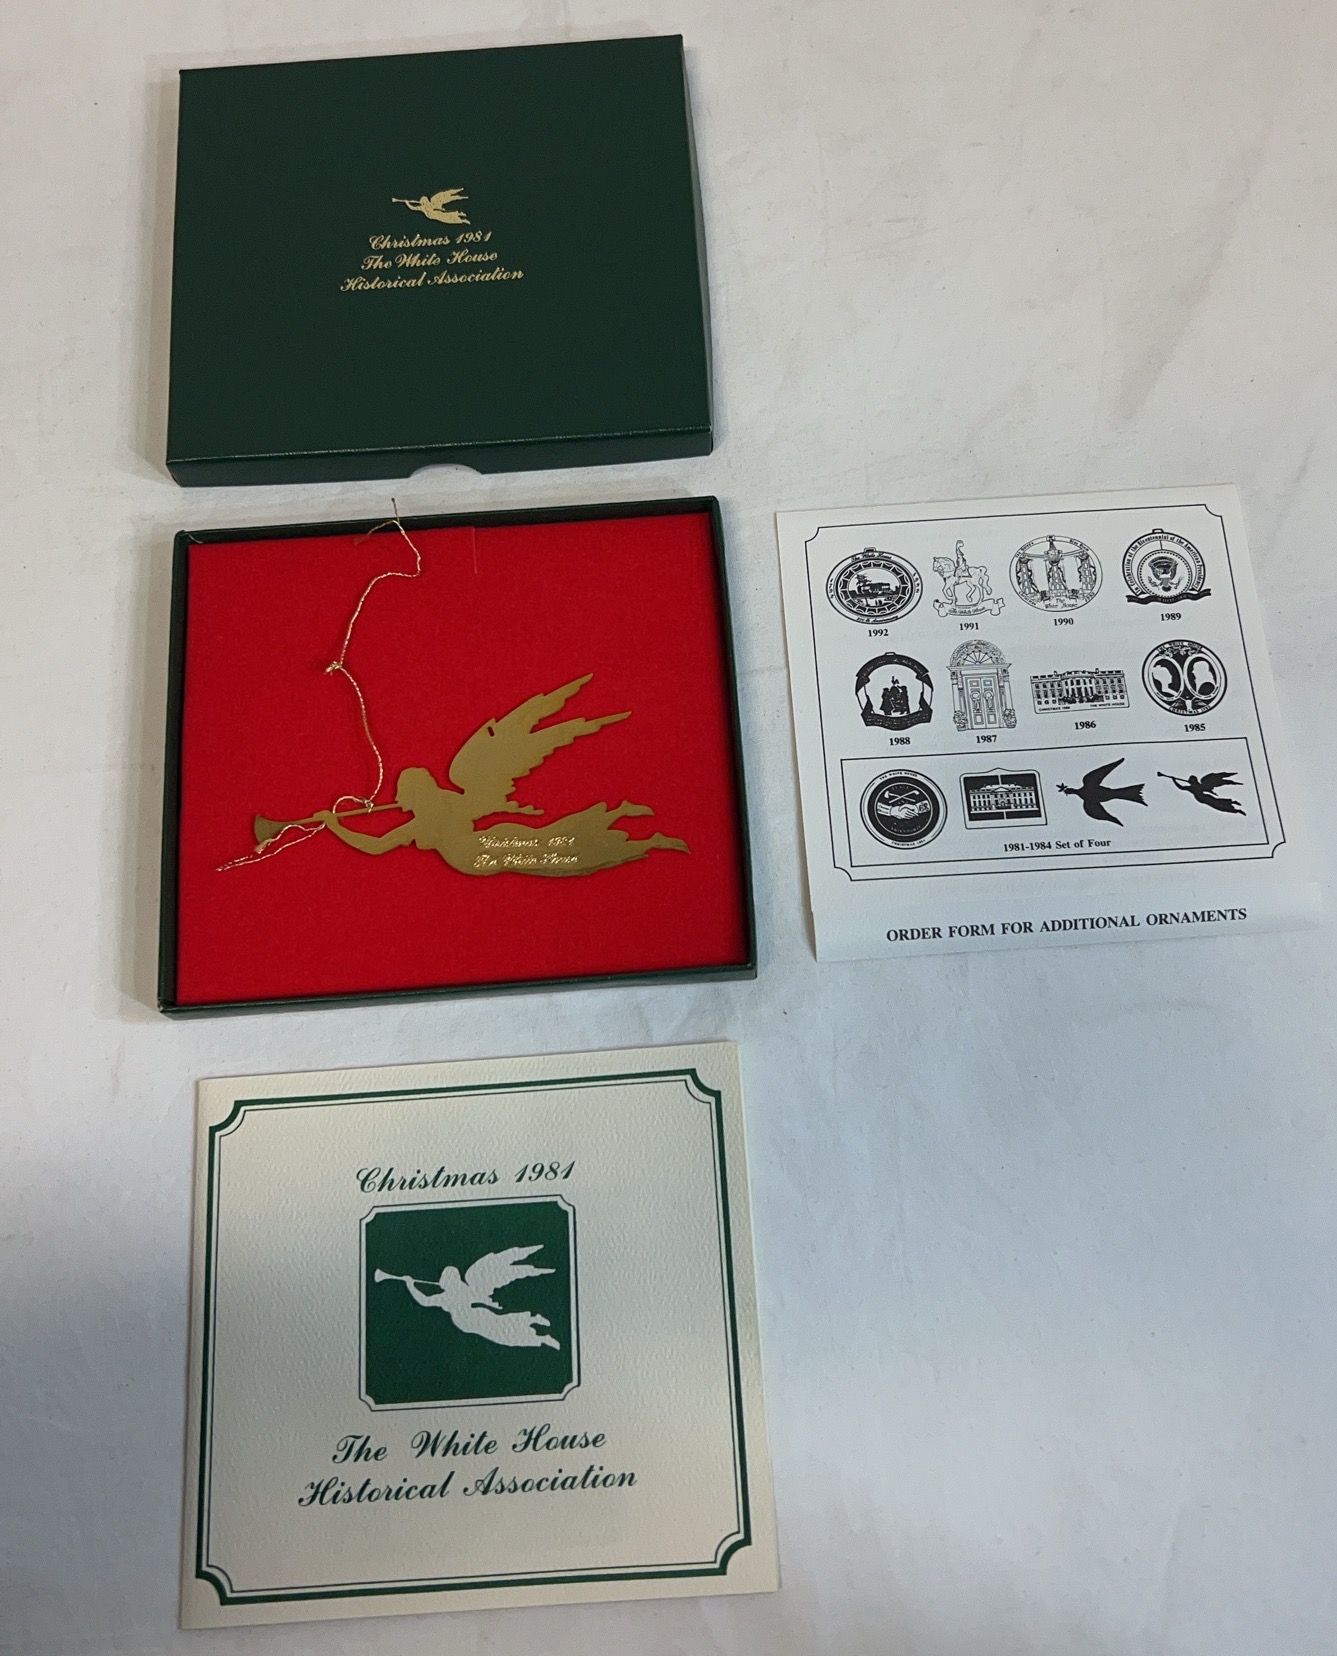 Christmas 1981
The White House
Historical Association
Christmas 1981
The White House
1992
1991
1990
1989
1988
1987
1986
1985
1981-1984 Set of Four
ORDER FORM FOR ADDITIONAL ORNAMENTS
Christmas 1981
The White House
Historical Association